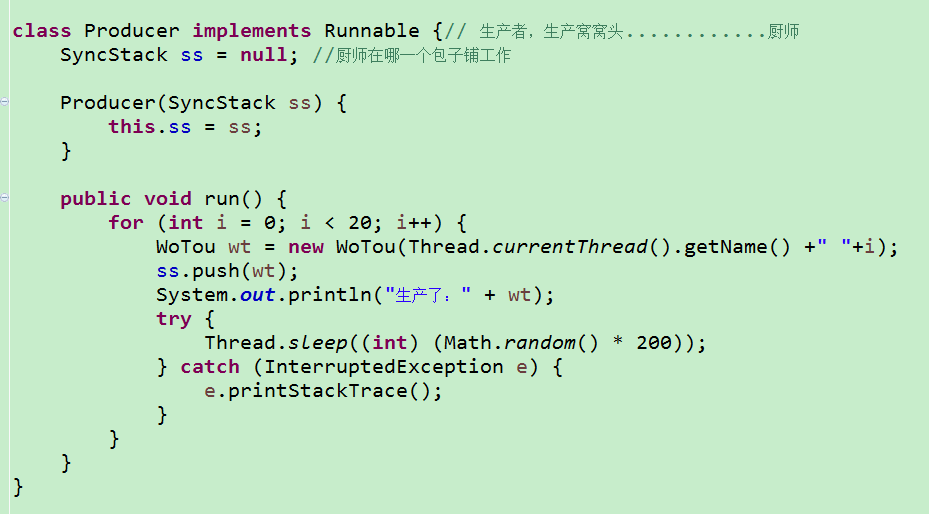 class Producer implements Runnable {// 生产者，生产窝窝头............厨师
    SyncStack ss = null; //厨师在哪一个包子铺工作
    Producer(SyncStack ss) {
        this.ss = ss;
    }
    public void run() {
        for (int i = 0; i < 20; i++) {
            WoTou wt = new WoTou(Thread.currentThread().getName() +" "+i);
            ss.push(wt);
            System.out.println("生产了：" + wt);
            try {
                Thread.sleep((int) (Math.random() * 200));
            } catch (InterruptedException e) {
                e.printStackTrace();
            }
        }
    }
}